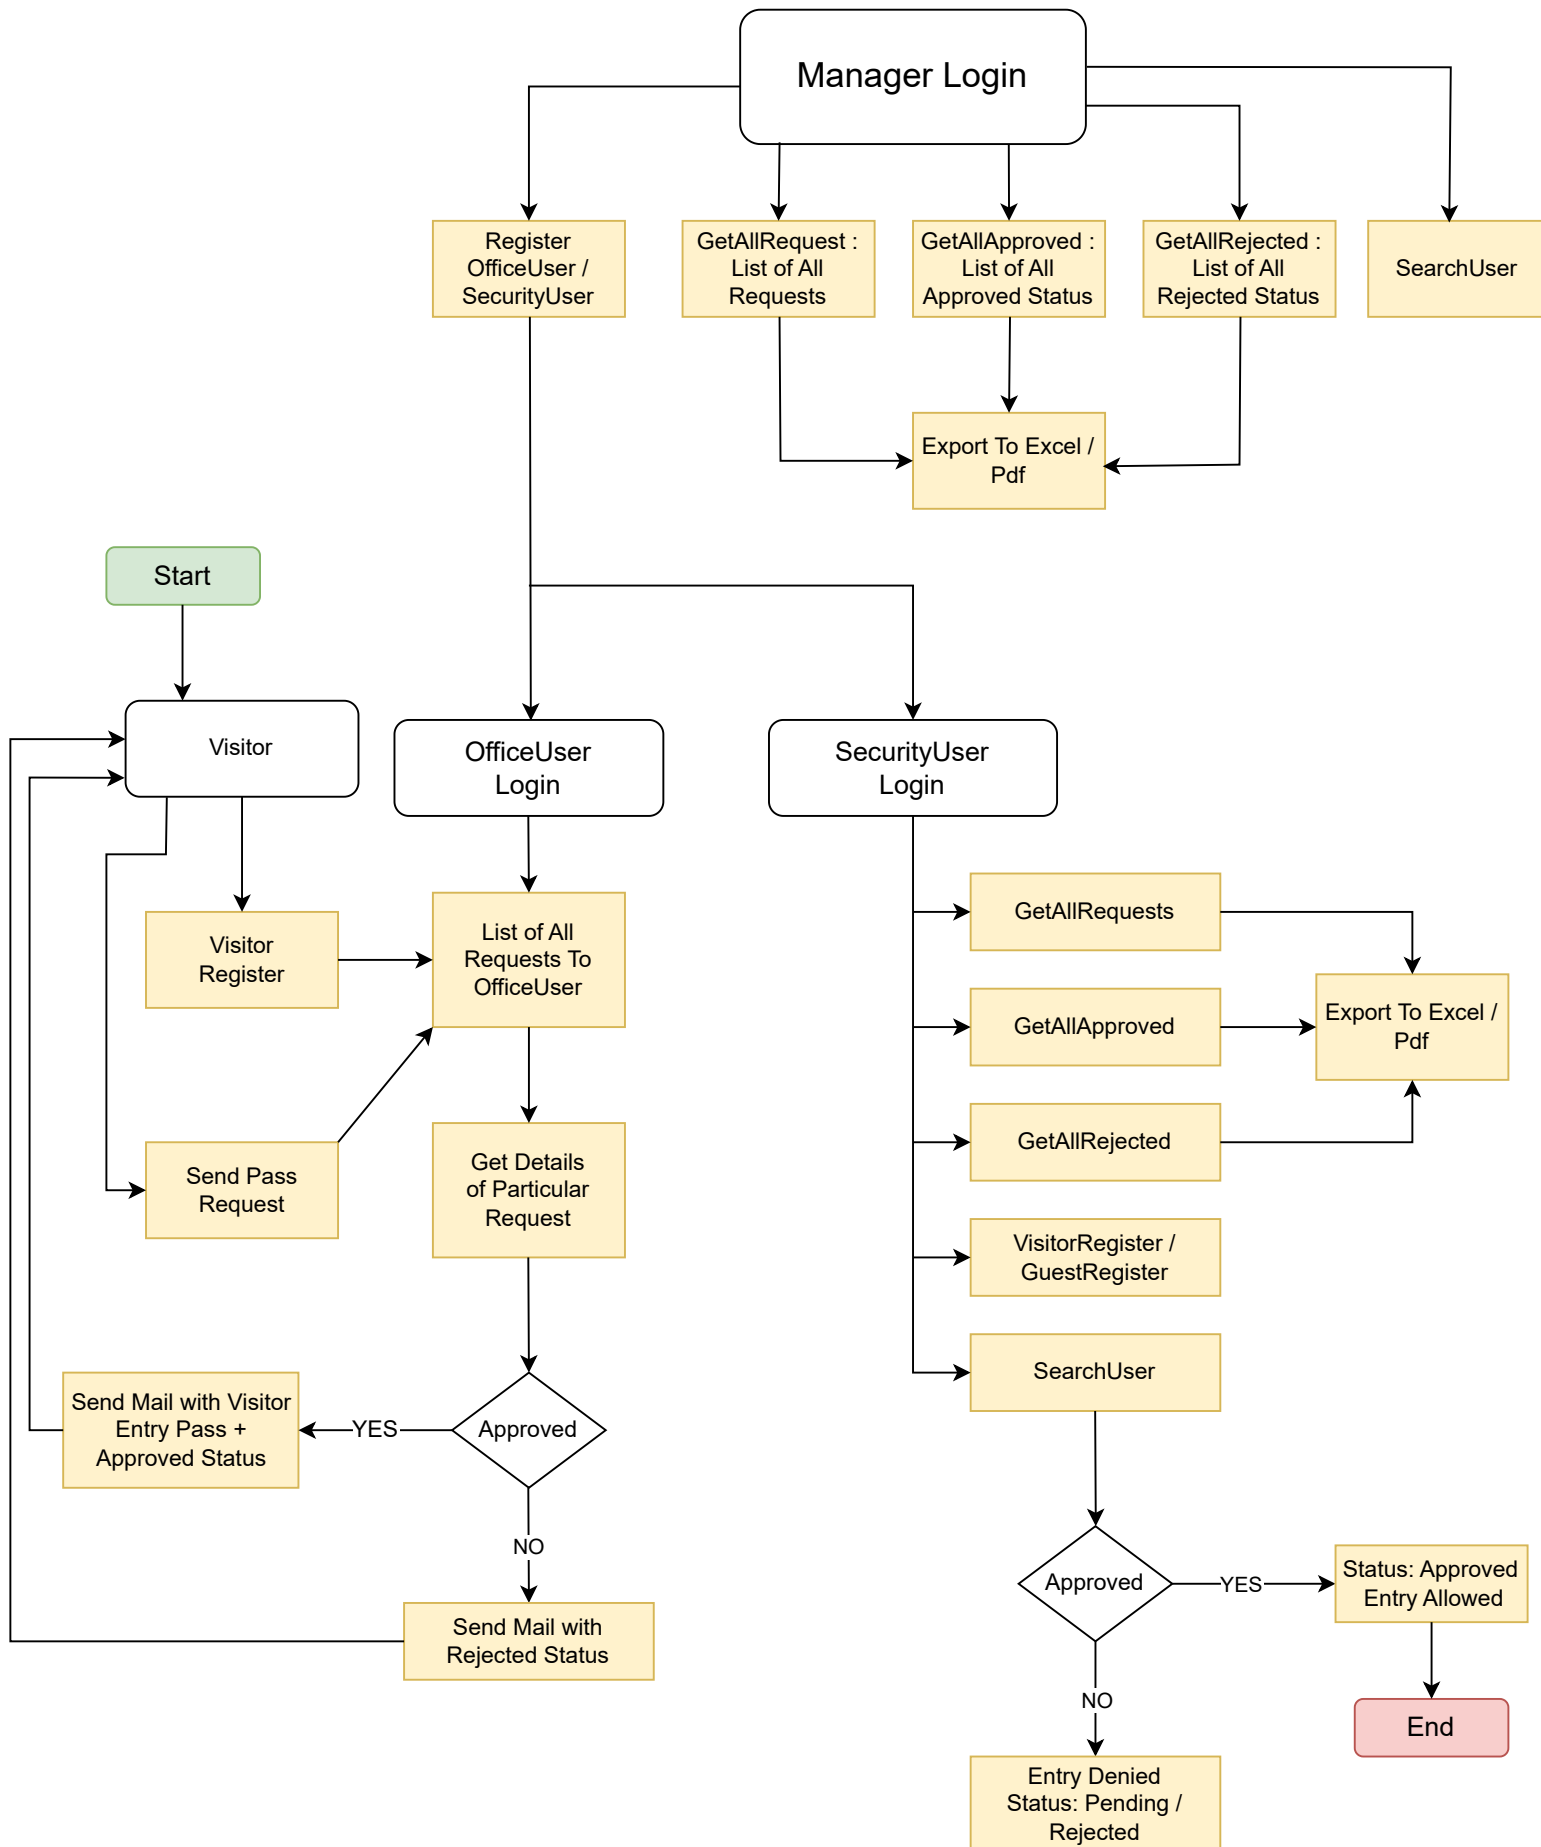 Manager Login
Register
OfficeUser /
SecurityUser
GetAllRequest :
List of All
Requests
GetAllApproved :
List of All
Approved Status
GetAllRejected :
List of All
Rejected Status
SearchUser
Export To Excel /
Pdf
Start
Visitor
OfficeUser
Login
SecurityUser
Login
Visitor
Register
List of All
Requests To
OfficeUser
Send Pass
Request
Get Details
of Particular
Request
Approved
YES
Send Mail with Visitor
Entry Pass +
Approved Status
NO
Send Mail with
Rejected Status
GetAllRequests
GetAllApproved
GetAllRejected
Export To Excel /
Pdf
VisitorRegister /
GuestRegister
SearchUser
Approved
YES
Status: Approved
Entry Allowed
End
NO
Entry Denied
Status: Pending /
Rejected